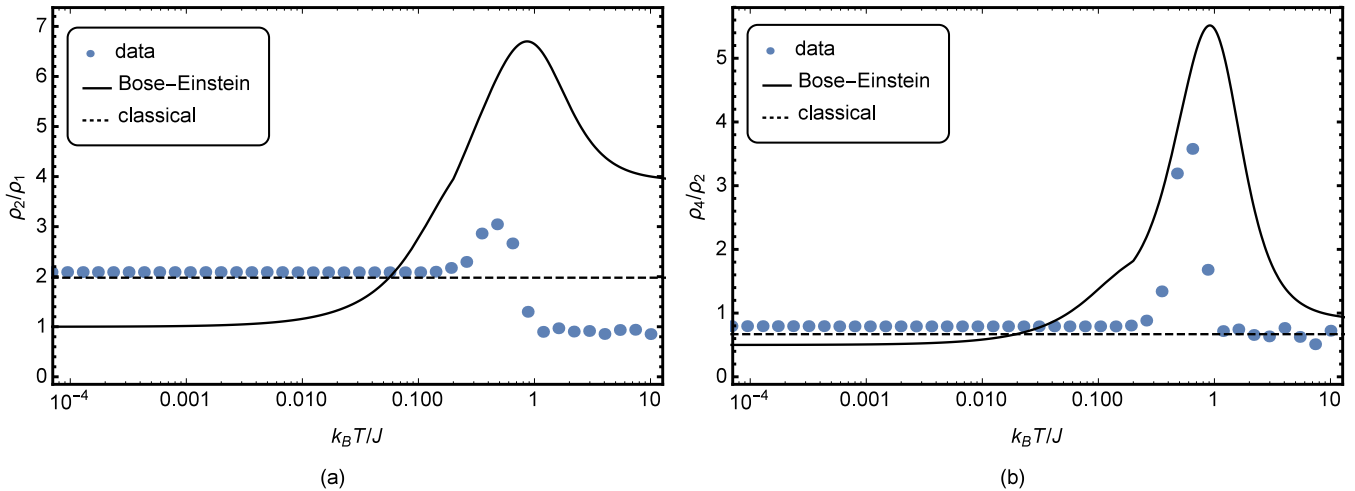 7
6
5
4
3
2
1
0
ρ2/ρ1
data
Bose–Einstein
classical
10⁻⁴ 0.001 0.010 0.100 1 10
kBT/J
(a)
5
4
3
2
1
0
ρ4/ρ2
data
Bose–Einstein
classical
10⁻⁴ 0.001 0.010 0.100 1 10
kBT/J
(b)